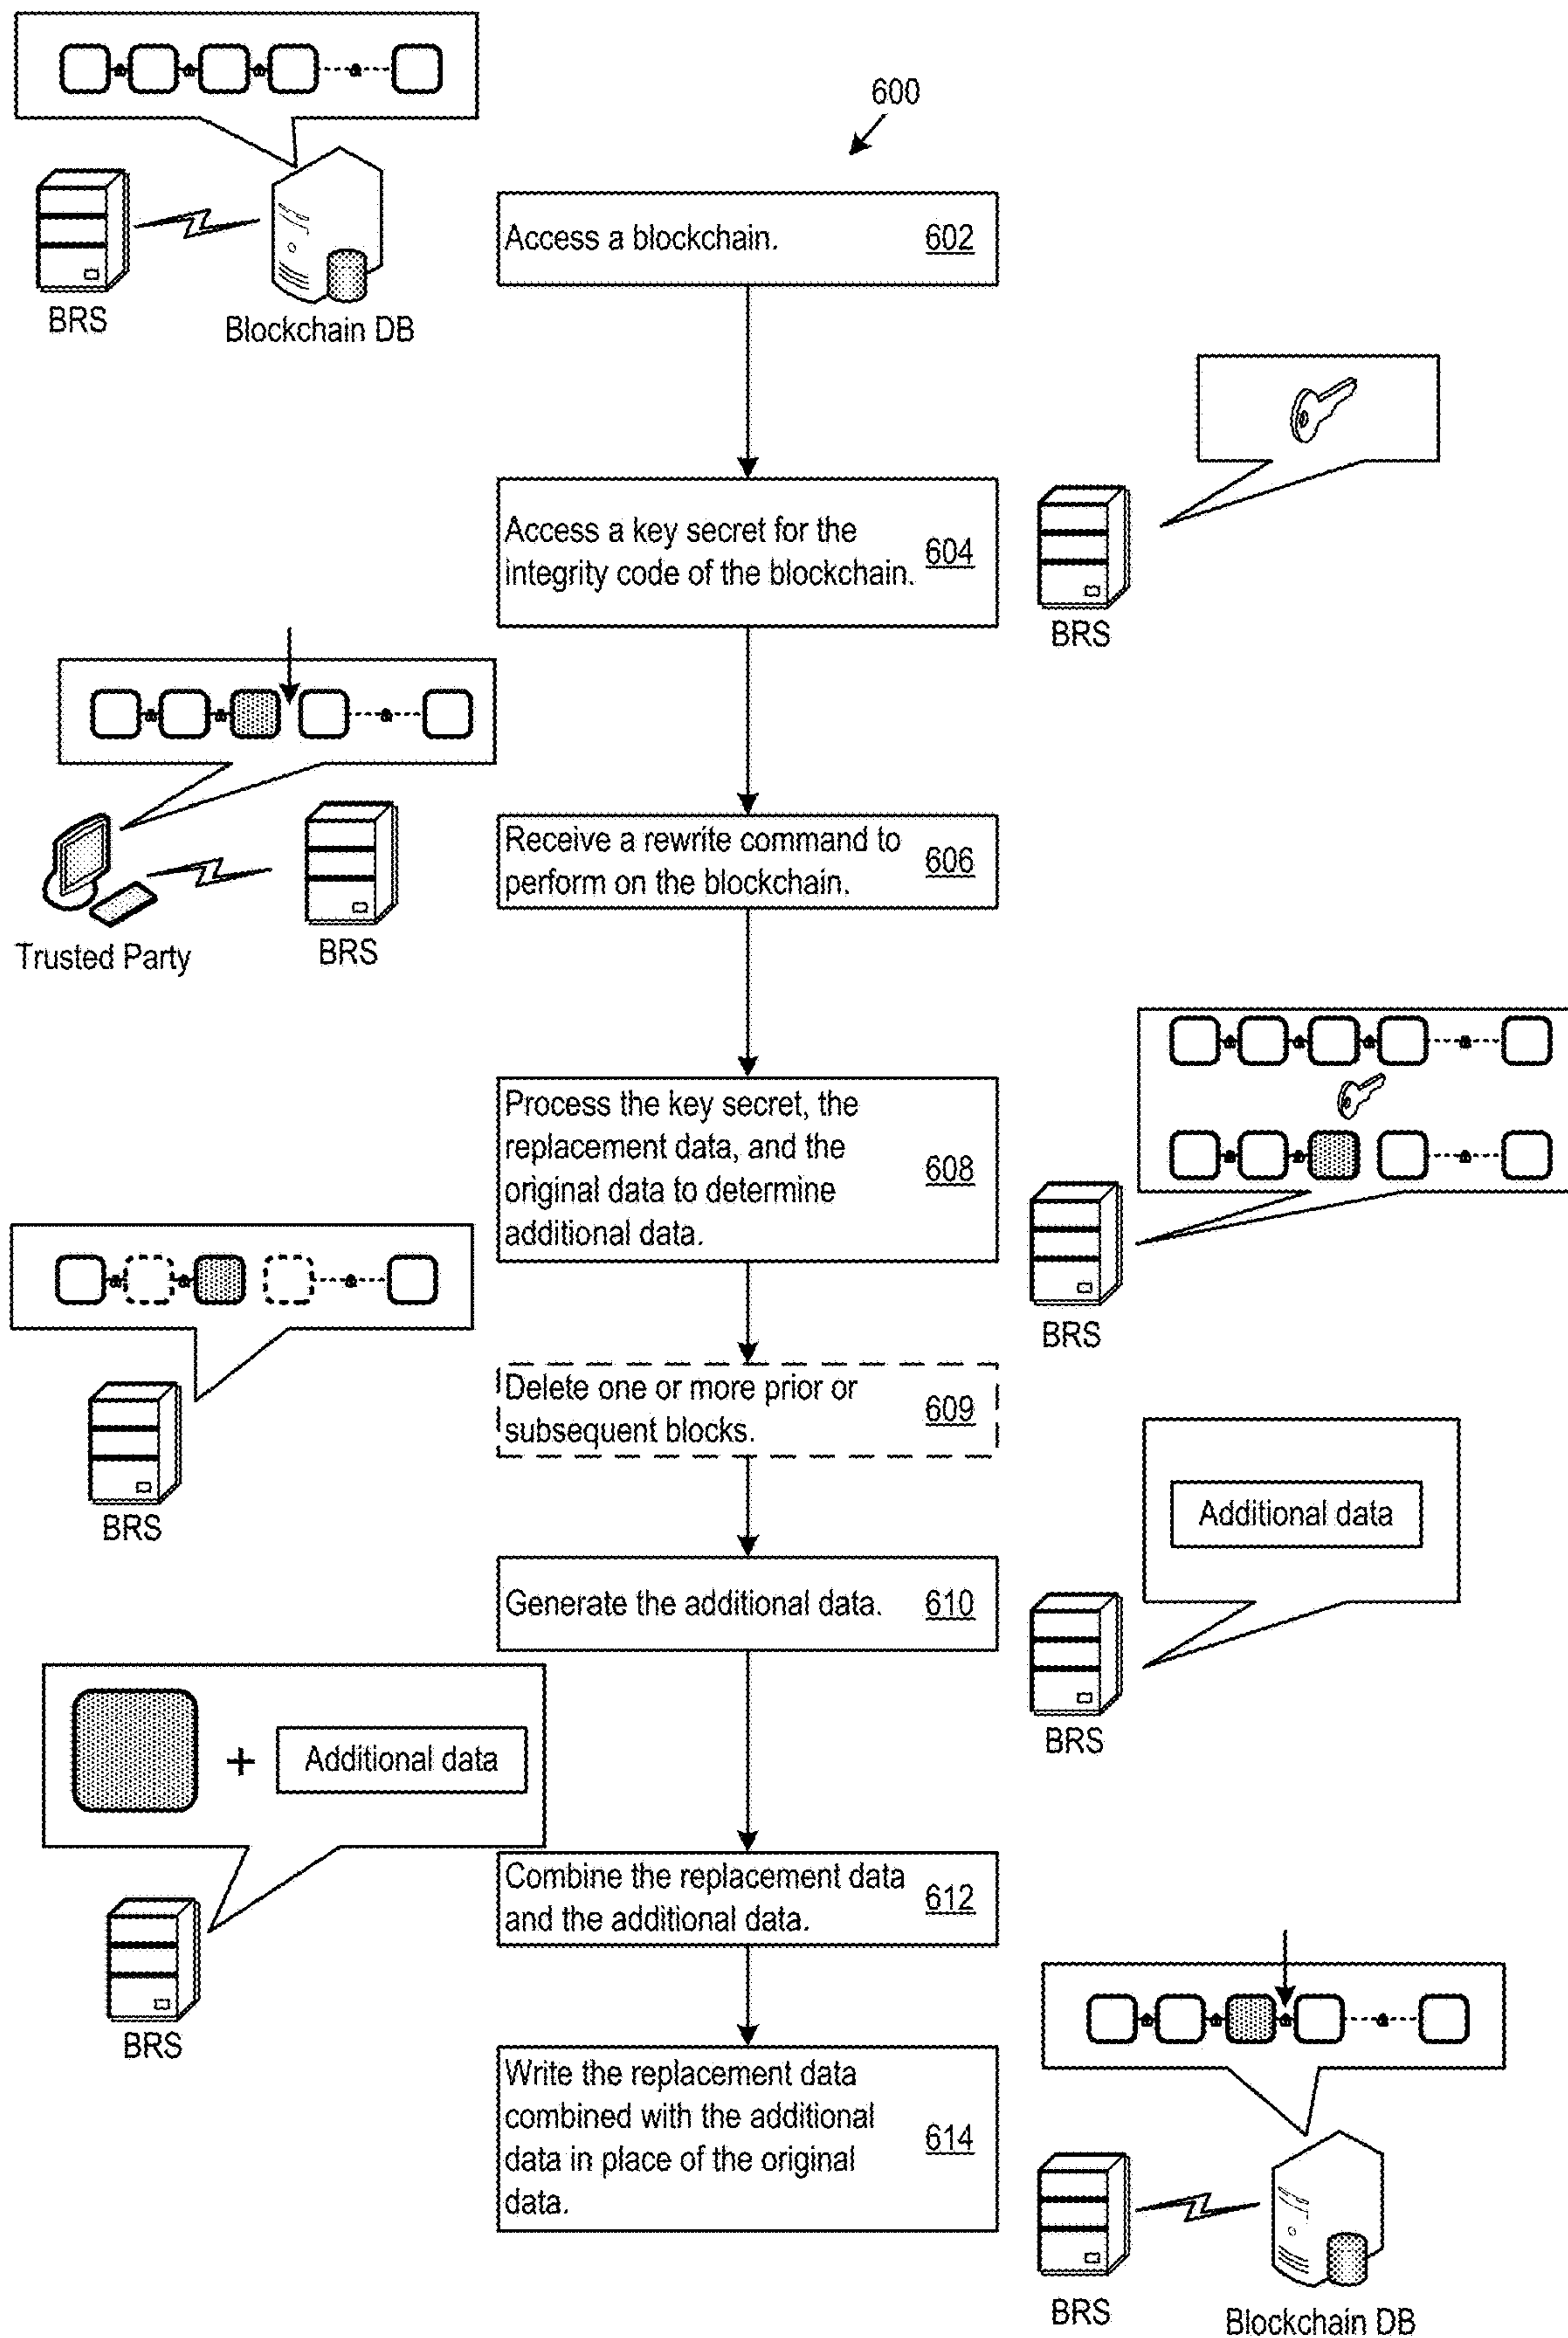 600
Access a blockchain. 602
BRS
Blockchain DB
Access a key secret for the
integrity code of the blockchain.
604
BRS
Receive a rewrite command to
perform on the blockchain.
606
Trusted Party
BRS
Process the key secret, the
replacement data, and the
original data to determine
additional data.
608
BRS
Delete one or more prior or
subsequent blocks.
609
BRS
Additional data
Generate the additional data. 610
BRS
Additional data
Combine the replacement data
and the additional data.
612
BRS
Write the replacement data
combined with the additional
data in place of the original
data.
614
BRS
Blockchain DB